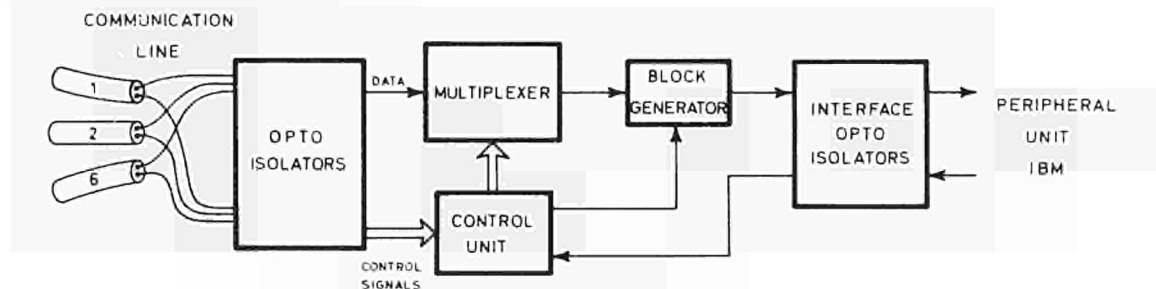 COMMUNICATION
LINE
1
2
6
OPTO
ISOLATORS
DATA
CONTROL
SIGNALS
MULTIPLEXER
CONTROL
UNIT
BLOCK
GENERATOR
INTERFACE
OPTO
ISOLATORS
PERIPHERAL
UNIT
IBM